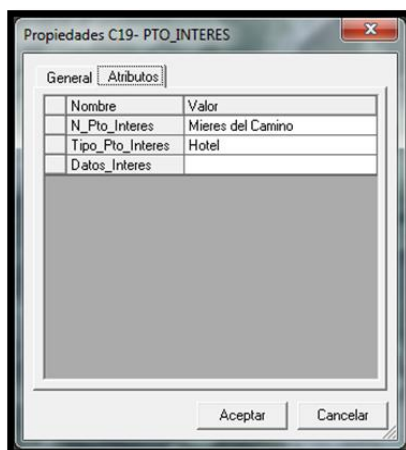 Propiedades C19- PTO_INTERES
General Atributos
Nombre Valor
N_Pto_Interes Mieres del Camino
Tipo_Pto_Interes Hotel
Datos_Interes
Aceptar Cancelar